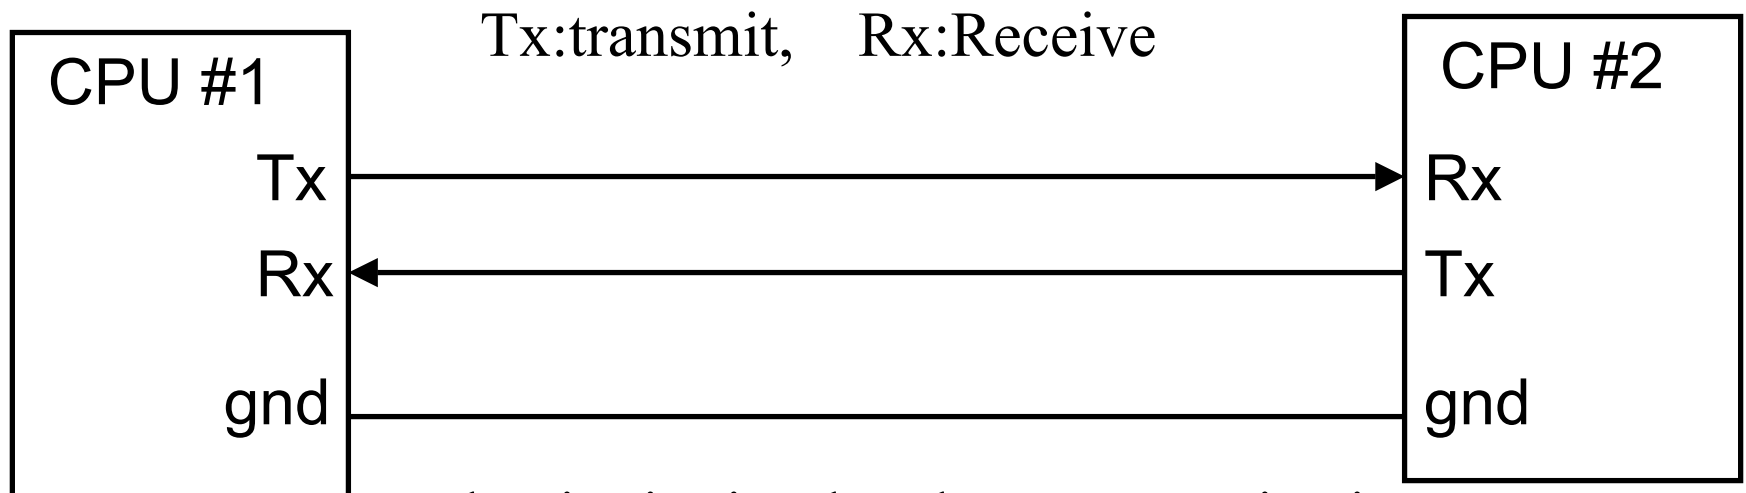 Tx:transmit, Rx:Receive
CPU #1
CPU #2
Tx
Rx
Rx
Tx
gnd
gnd